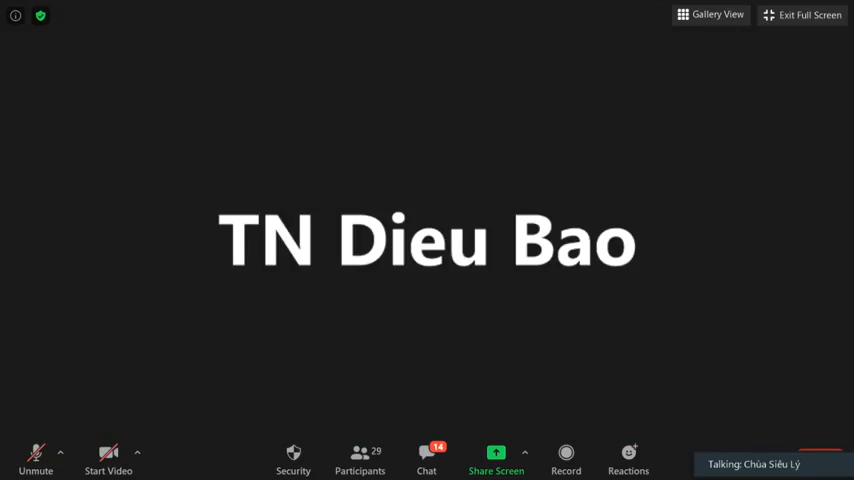 Gallery View
Exit Full Screen
TN Dieu Bao
29
14
Unmute
Start Video
Security
Participants
Chat
Share Screen
Record
Reactions
Talking: Chùa Siêu Lý